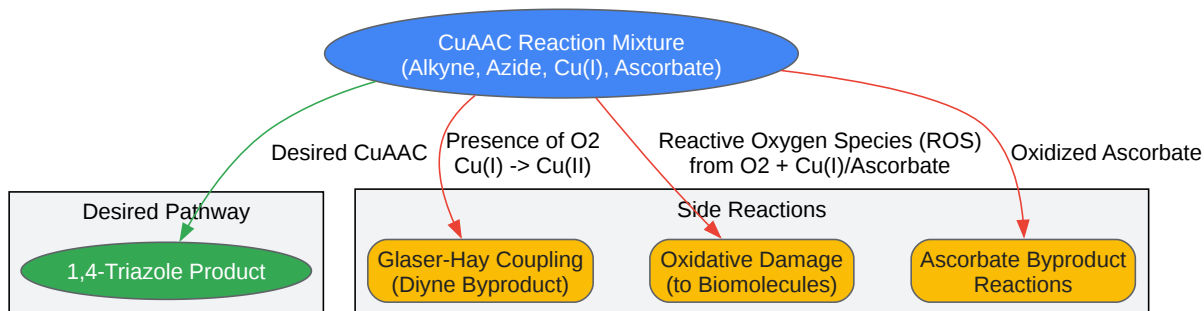 CuAAC Reaction Mixture
(Alkyne, Azide, Cu(I), Ascorbate)
Desired CuAAC
Presence of O2
Cu(I) -> Cu(II)
Reactive Oxygen Species (ROS)
from O2 + Cu(I)/Ascorbate
Oxidized Ascorbate
Desired Pathway
1,4-Triazole Product
Side Reactions
Glaser-Hay Coupling
(Diyne Byproduct)
Oxidative Damage
(to Biomolecules)
Ascorbate Byproduct
Reactions